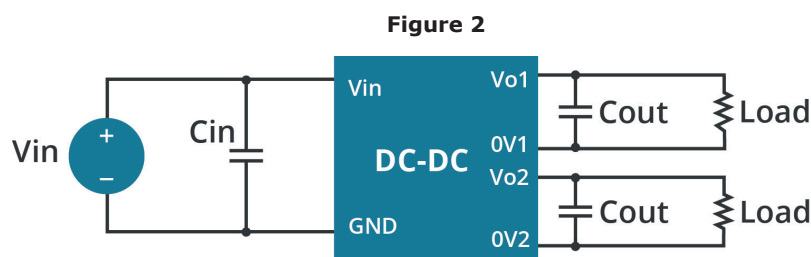 Figure 2
Vin
+
−
Cin
Vin
GND
DC-DC
Vo1
0V1
Vo2
0V2
Cout
Load
Cout
Load